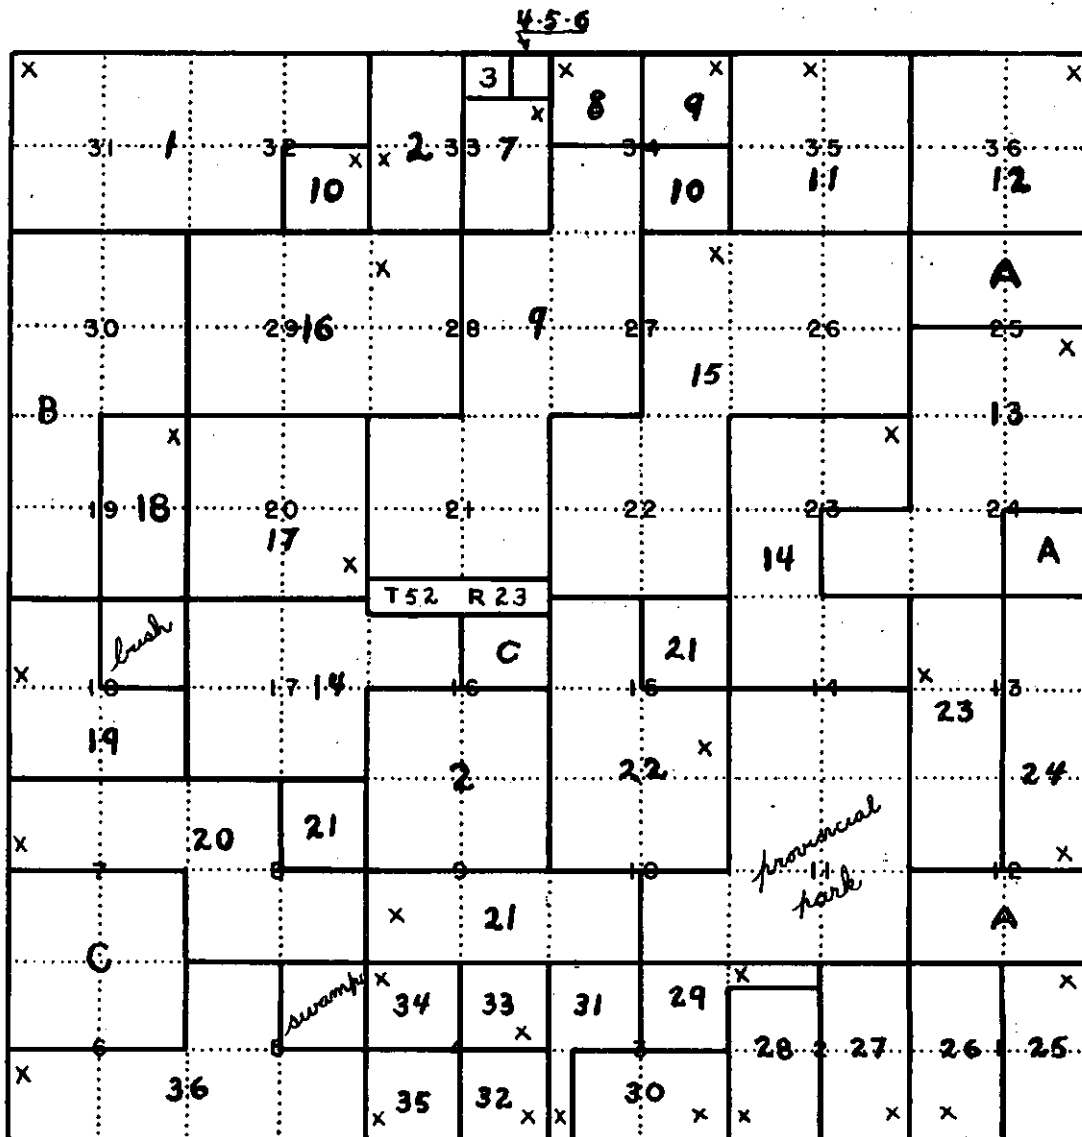 4·5·6
3
8 9
31 1 32 2 33 7 34 35 36
10 10 11 12
A
30 29 16 28 9 27 26 25
15
B 13
19 18 20 21 22 23 24
17 14 A
T52 R23
bush C 21
18 17 14 16 15 14 13
19 23
2 22 24
20 21 provincial
7 8 9 10 11 12
park
21 A
C
swamp 34 33 31 29
6 5 4 3 28 2 27 26 1 25
36 35 32 30